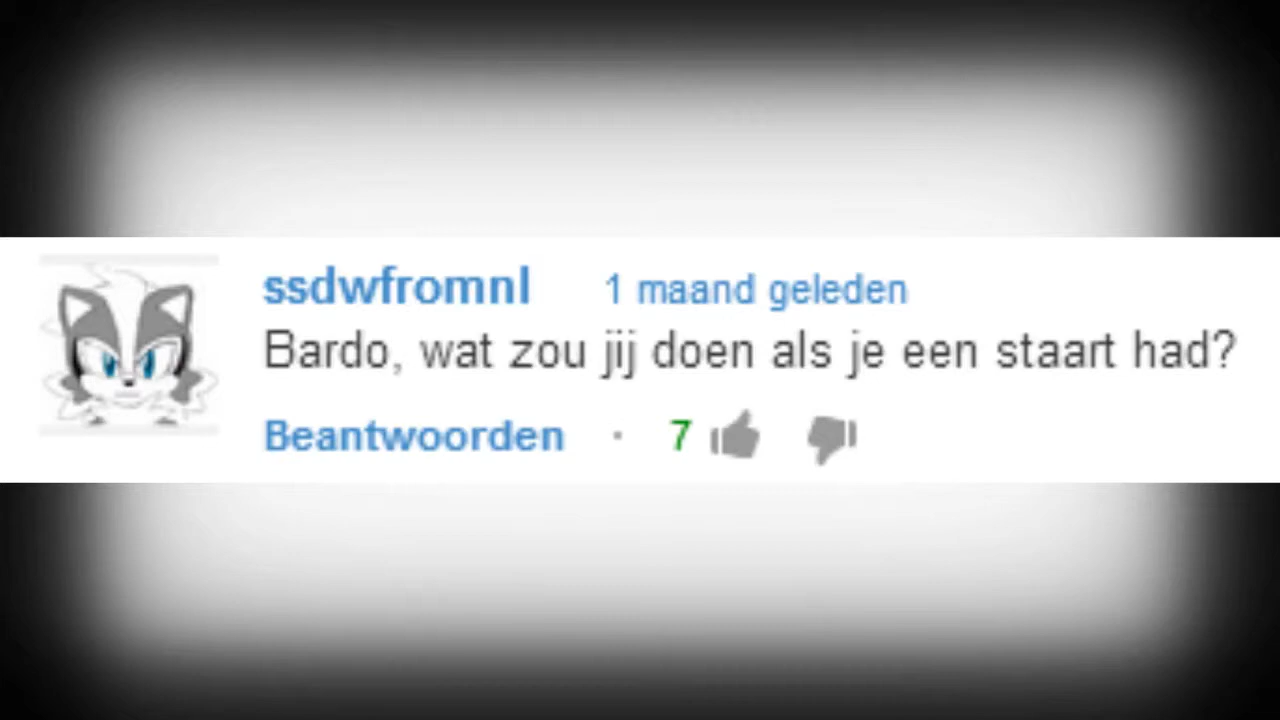 ssdwfromnl 1 maand geleden
Bardo, wat zou jij doen als je een staart had?
Beantwoorden · 7